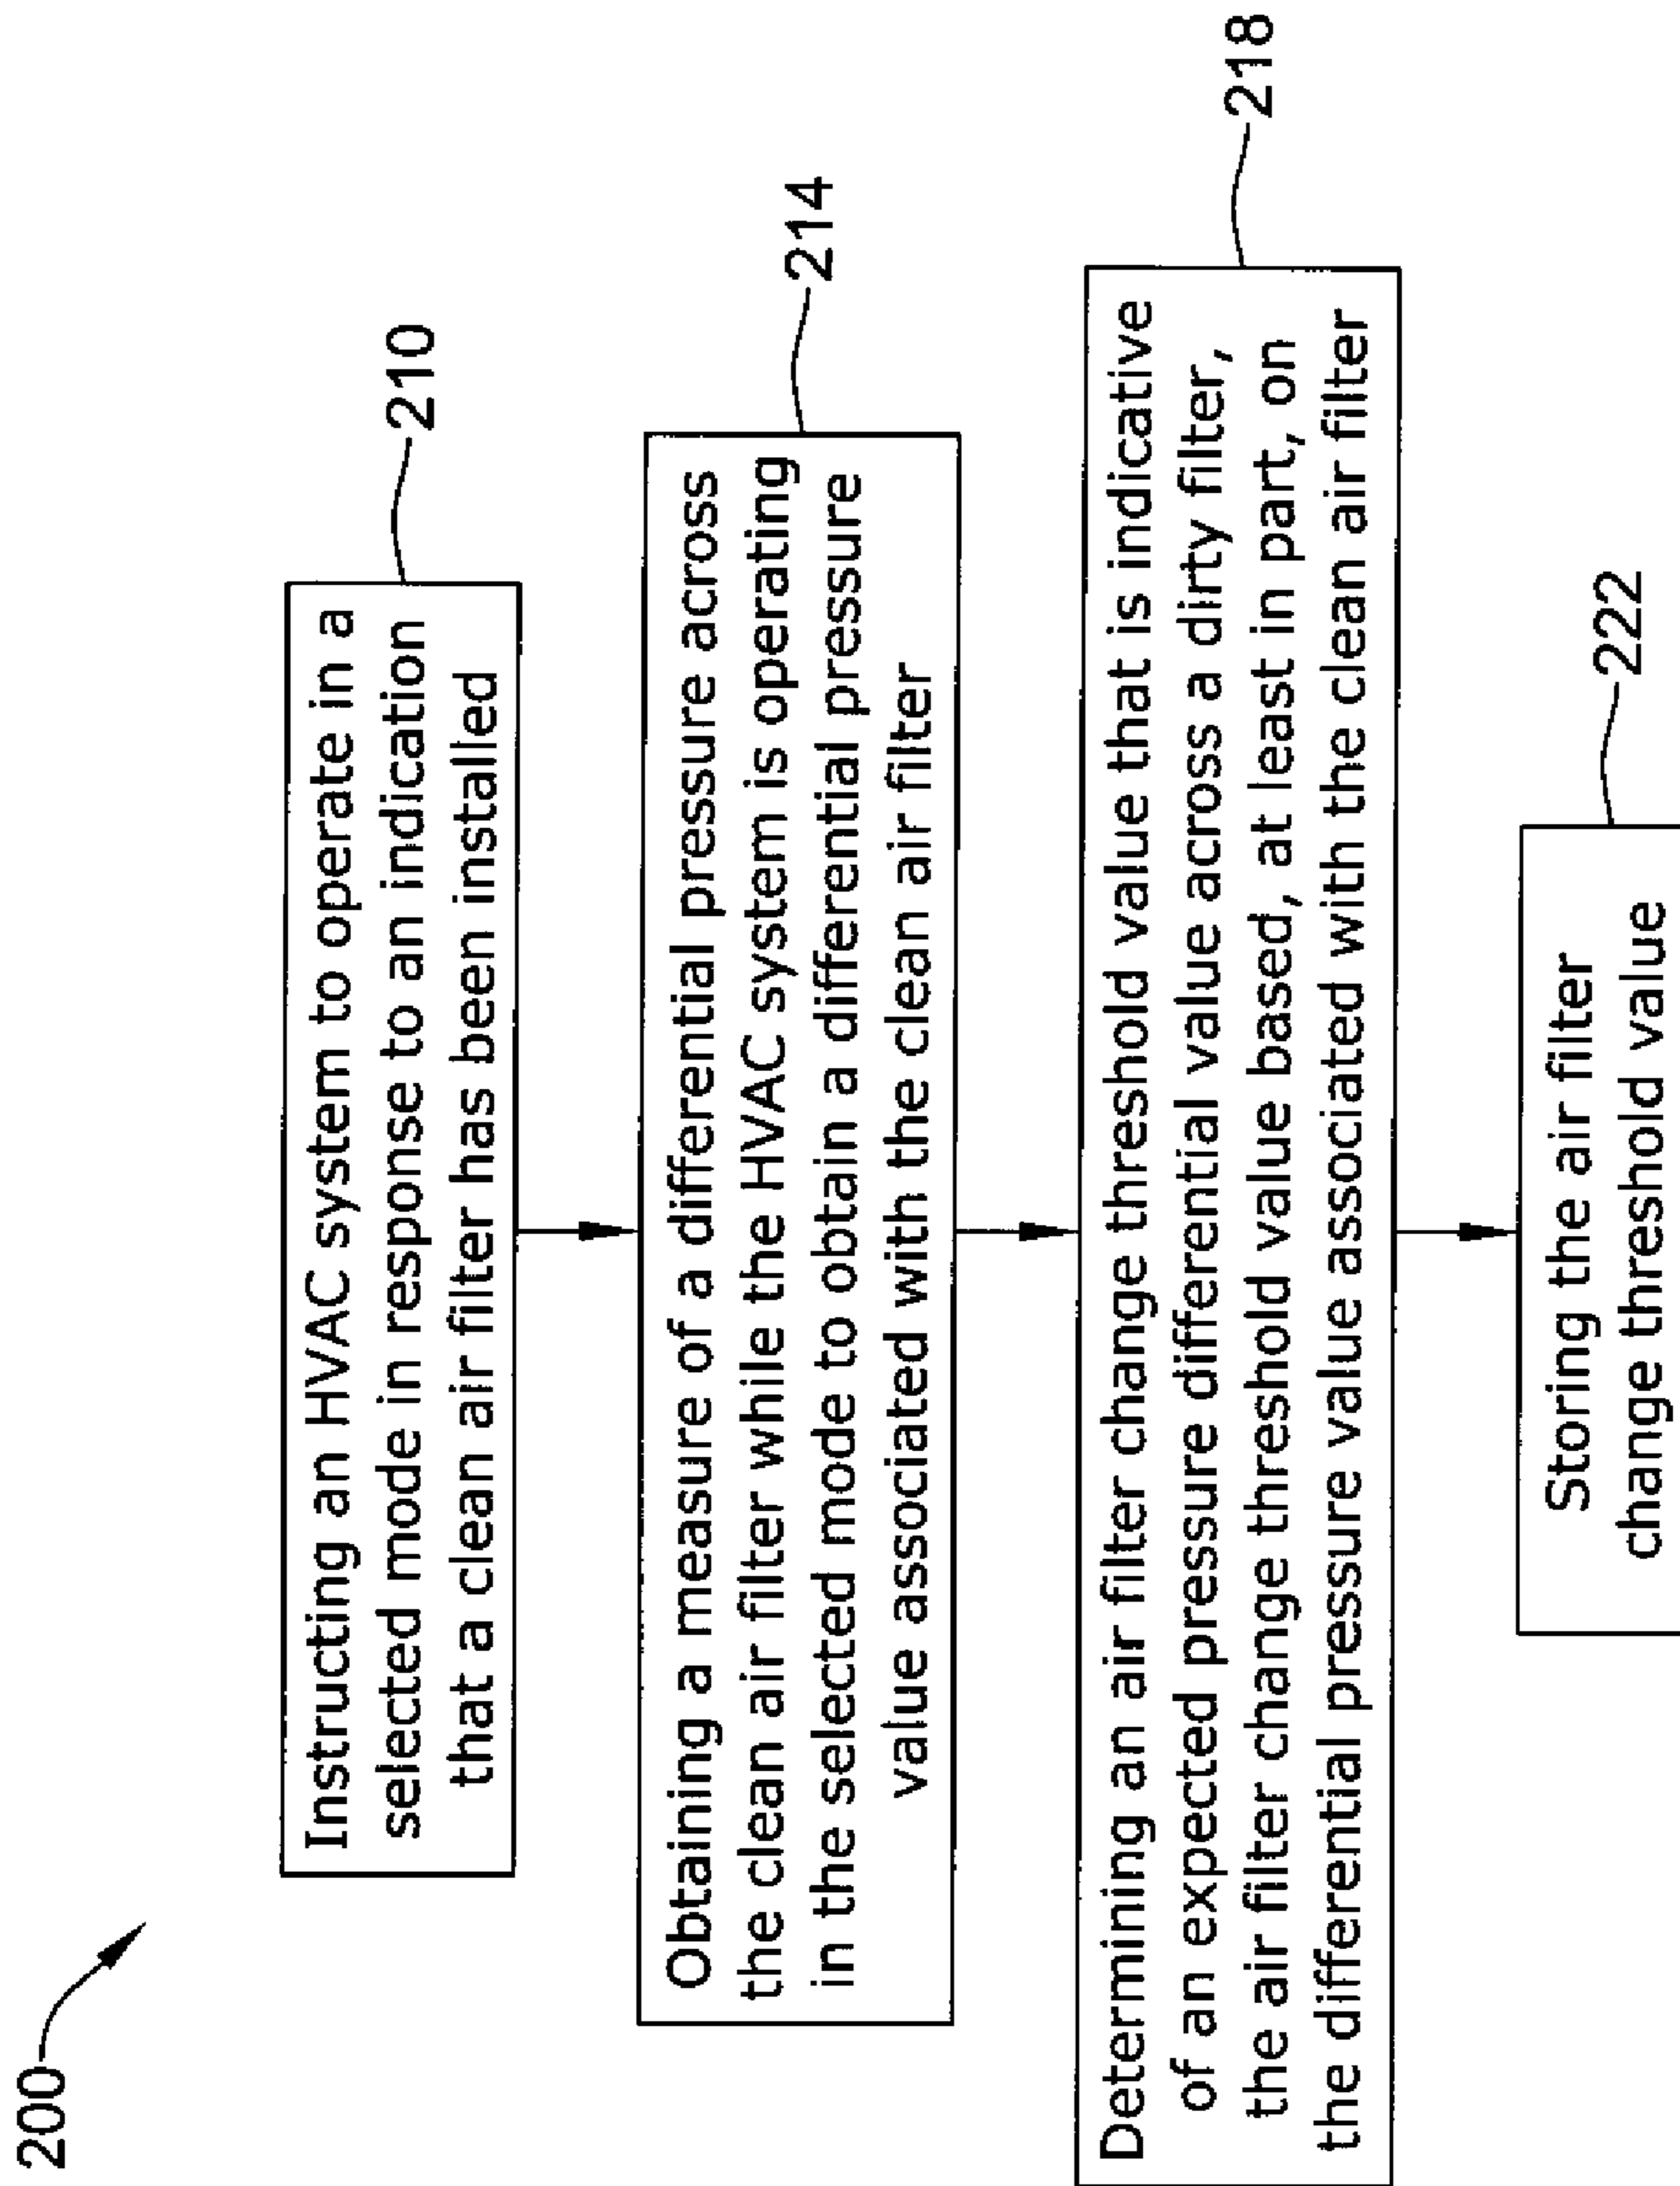 200
Instructing an HVAC system to operate in a
selected mode in response to an indication
that a clean air filter has been installed
210
Obtaining a measure of a differential pressure across
the clean air filter while the HVAC system is operating
in the selected mode to obtain a differential pressure
value associated with the clean air filter
214
Determining an air filter change threshold value that is indicative
of an expected pressure differential value across a dirty filter,
the air filter change threshold value based, at least in part, on
the differential pressure value associated with the clean air filter
218
Storing the air filter
change threshold value
222